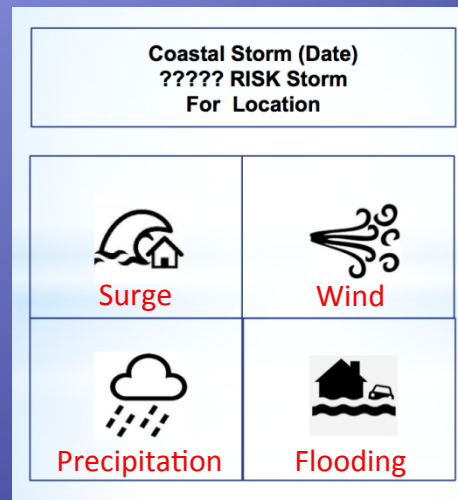 Coastal Storm (Date)
????? RISK Storm
For Location
Surge
Wind
Precipitation
Flooding